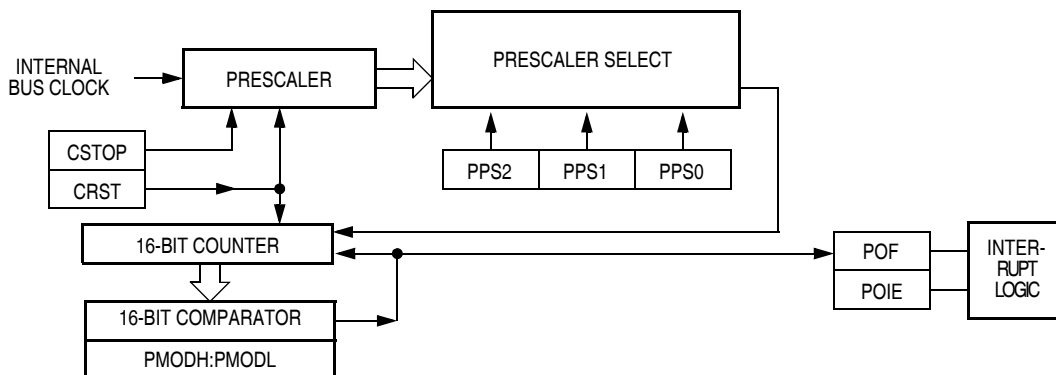 INTERNAL
BUS CLOCK
PRESCALER
PRESCALER SELECT
CSTOP
CRST
PPS2
PPS1
PPS0
16-BIT COUNTER
16-BIT COMPARATOR
PMODH:PMODL
POF
POIE
INTER-
RUPT
LOGIC